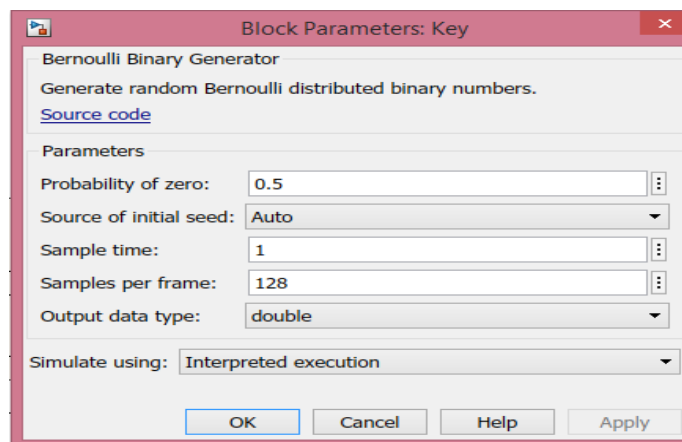 Block Parameters: Key
Bernoulli Binary Generator
Generate random Bernoulli distributed binary numbers.
Source code
Parameters
Probability of zero: 0.5
Source of initial seed: Auto
Sample time: 1
Samples per frame: 128
Output data type: double
Simulate using: Interpreted execution
OK Cancel Help Apply